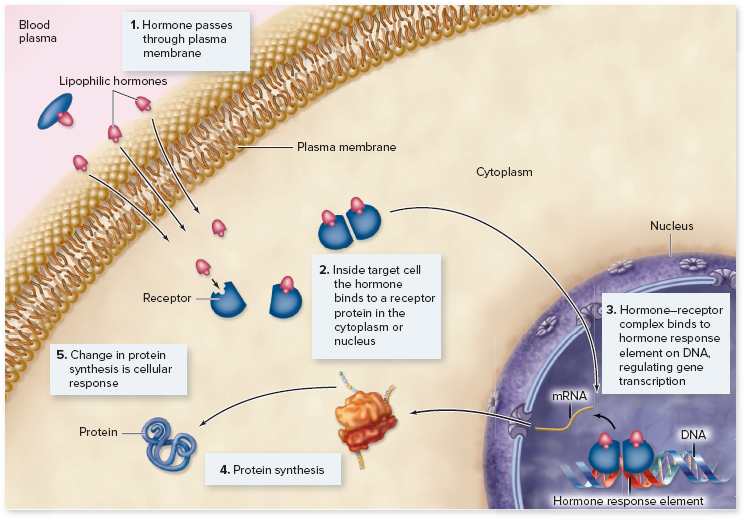 Blood
plasma
1. Hormone passes
through plasma
membrane
Lipophilic hormones
Plasma membrane
Cytoplasm
Nucleus
Receptor
2. Inside target cell
the hormone
binds to a receptor
protein in the
cytoplasm or
nucleus
3. Hormone–receptor
complex binds to
hormone response
element on DNA,
regulating gene
transcription
5. Change in protein
synthesis is cellular
response
mRNA
Protein
DNA
4. Protein synthesis
Hormone response element